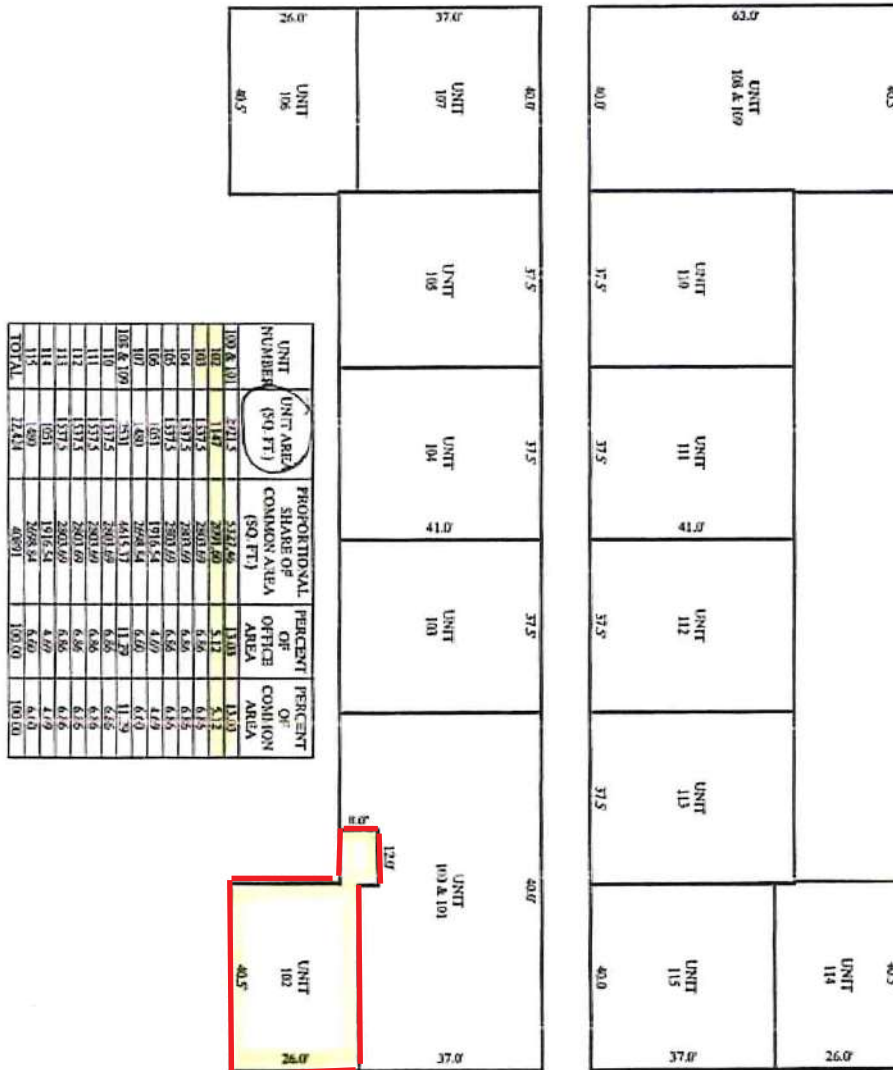 40.5'
40.5'
63.0'
UNIT
108 & 109
40.0'
UNIT
110
37.5'
UNIT
111
37.5'
41.0'
UNIT
112
37.5'
UNIT
113
37.5'
UNIT
114
26.0'
UNIT
115
40.0
37.0'
26.0'
UNIT
106
40.5'
37.0'
UNIT
107
40.0'
UNIT
105
37.5'
UNIT
104
37.5'
41.0'
UNIT
103
37.5'
UNIT
100 & 101
40.0'
37.0'
8.0'
12.0'
UNIT
102
40.5'
26.0'
UNIT NUMBER UNIT AREA (SQ. FT.) PROPORTIONAL SHARE OF COMMON AREA (SQ. FT.) PERCENT OF OFFICE AREA PERCENT OF COMMON AREA
100 & 101 2921.5 5327.46 13.03 13.03
102 1147 2091.60 5.12 5.12
103 1537.5 2803.69 6.86 6.86
104 1537.5 2803.69 6.86 6.86
105 1537.5 2803.69 6.86 6.86
106 1051 1916.54 4.69 4.69
107 1480 2698.84 6.60 6.60
108 & 109 2531 4615.37 11.29 11.29
110 1537.5 2803.69 6.86 6.86
111 1537.5 2803.69 6.86 6.86
112 1537.5 2803.69 6.86 6.86
113 1537.5 2803.69 6.86 6.86
114 1051 1916.54 4.69 4.69
115 1480 2698.84 6.60 6.60
TOTAL 22,424 40891 100.00 100.00